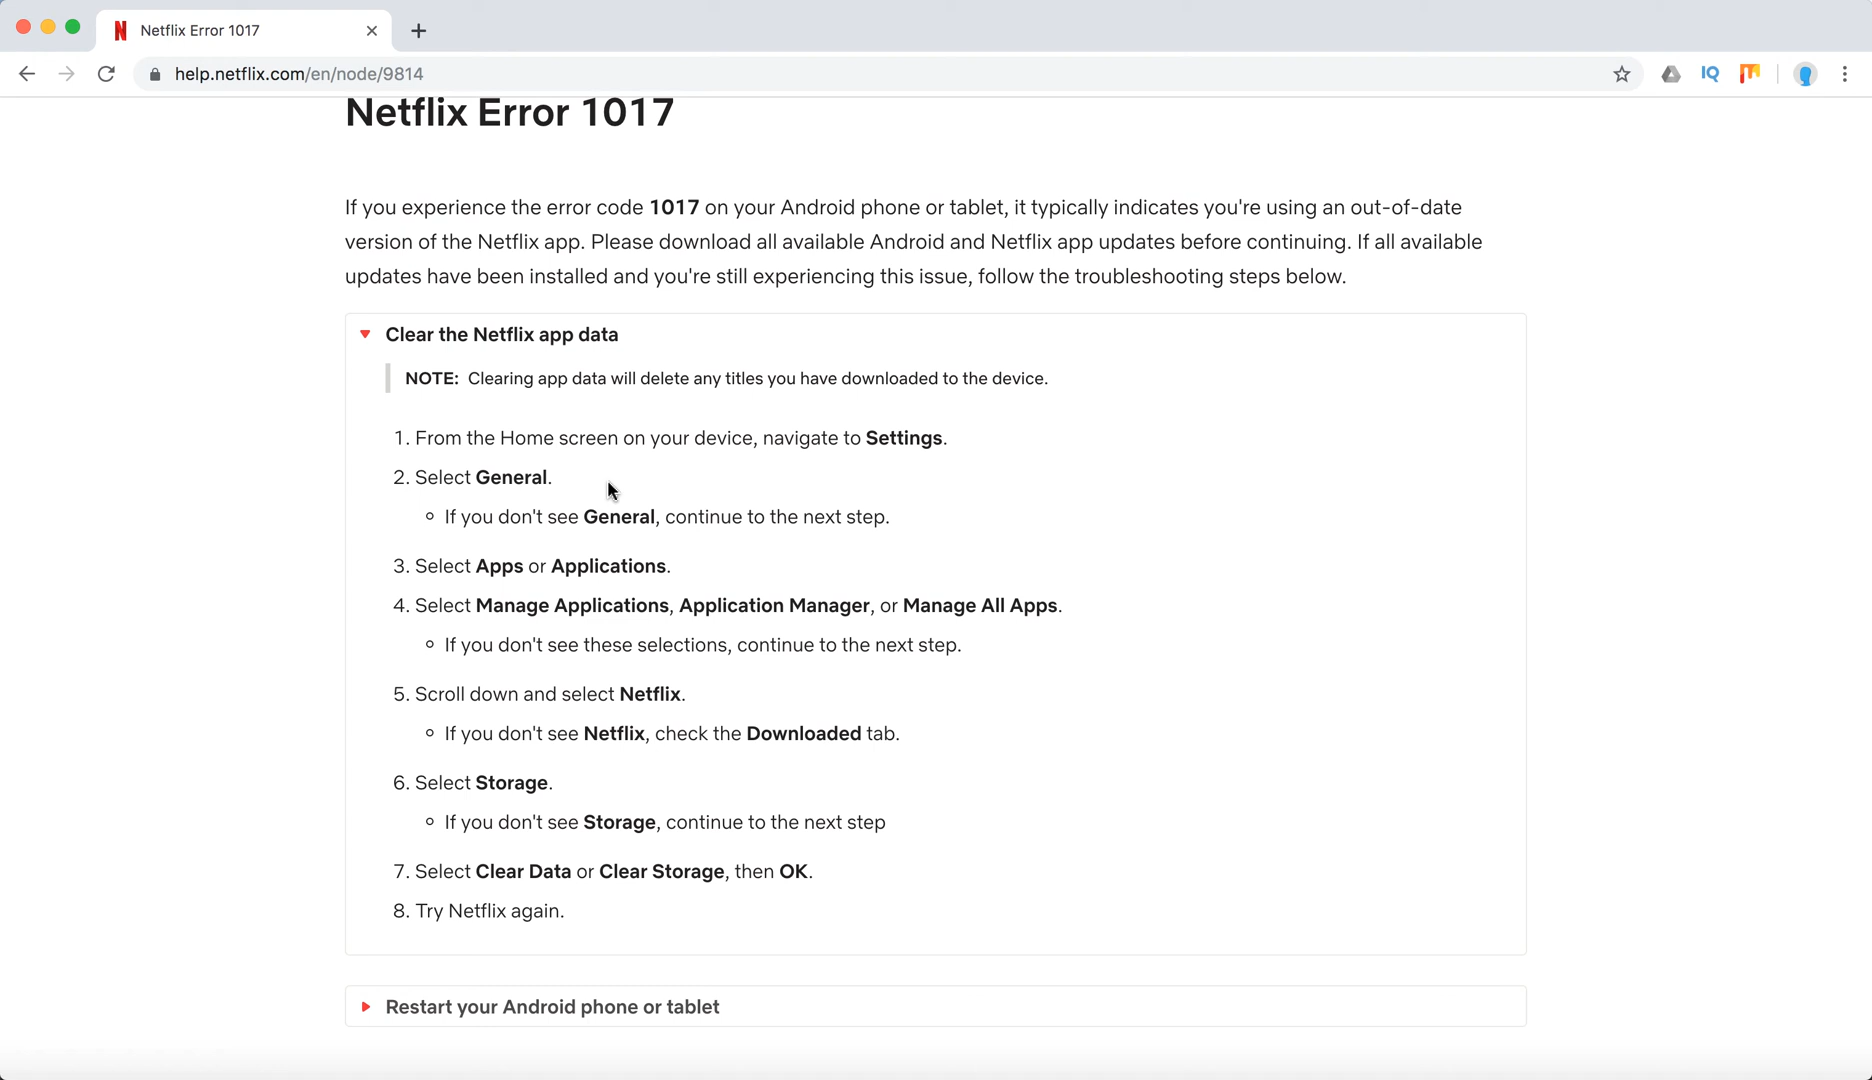 Netflix Error 1017
help.netflix.com/en/node/9814
IQ
Netflix Error 1017
If you experience the error code 1017 on your Android phone or tablet, it typically indicates you're using an out-of-date
version of the Netflix app. Please download all available Android and Netflix app updates before continuing. If all available
updates have been installed and you're still experiencing this issue, follow the troubleshooting steps below.
Clear the Netflix app data
NOTE: Clearing app data will delete any titles you have downloaded to the device.
1. From the Home screen on your device, navigate to Settings.
2. Select General.
If you don't see General, continue to the next step.
3. Select Apps or Applications.
4. Select Manage Applications, Application Manager, or Manage All Apps.
If you don't see these selections, continue to the next step.
5. Scroll down and select Netflix.
If you don't see Netflix, check the Downloaded tab.
6. Select Storage.
If you don't see Storage, continue to the next step
7. Select Clear Data or Clear Storage, then OK.
8. Try Netflix again.
Restart your Android phone or tablet